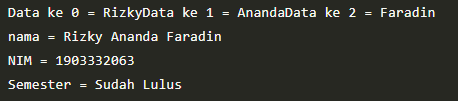 Data ke 0 = RizkyData ke 1 = AnandaData ke 2 = Faradin
nama = Rizky Ananda Faradin
NIM = 1903332063
Semester = Sudah Lulus